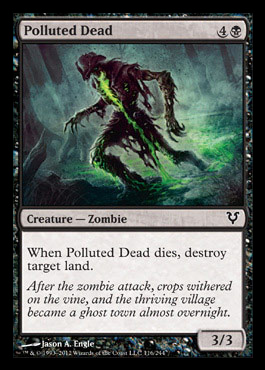 Polluted Dead 4
Creature — Zombie
When Polluted Dead dies, destroy
target land.
After the zombie attack, crops withered
on the vine, and the thriving village
became a ghost town almost overnight.
Jason A. Engle
™ & © 1993–2012 Wizards of the Coast LLC 116/244
3/3